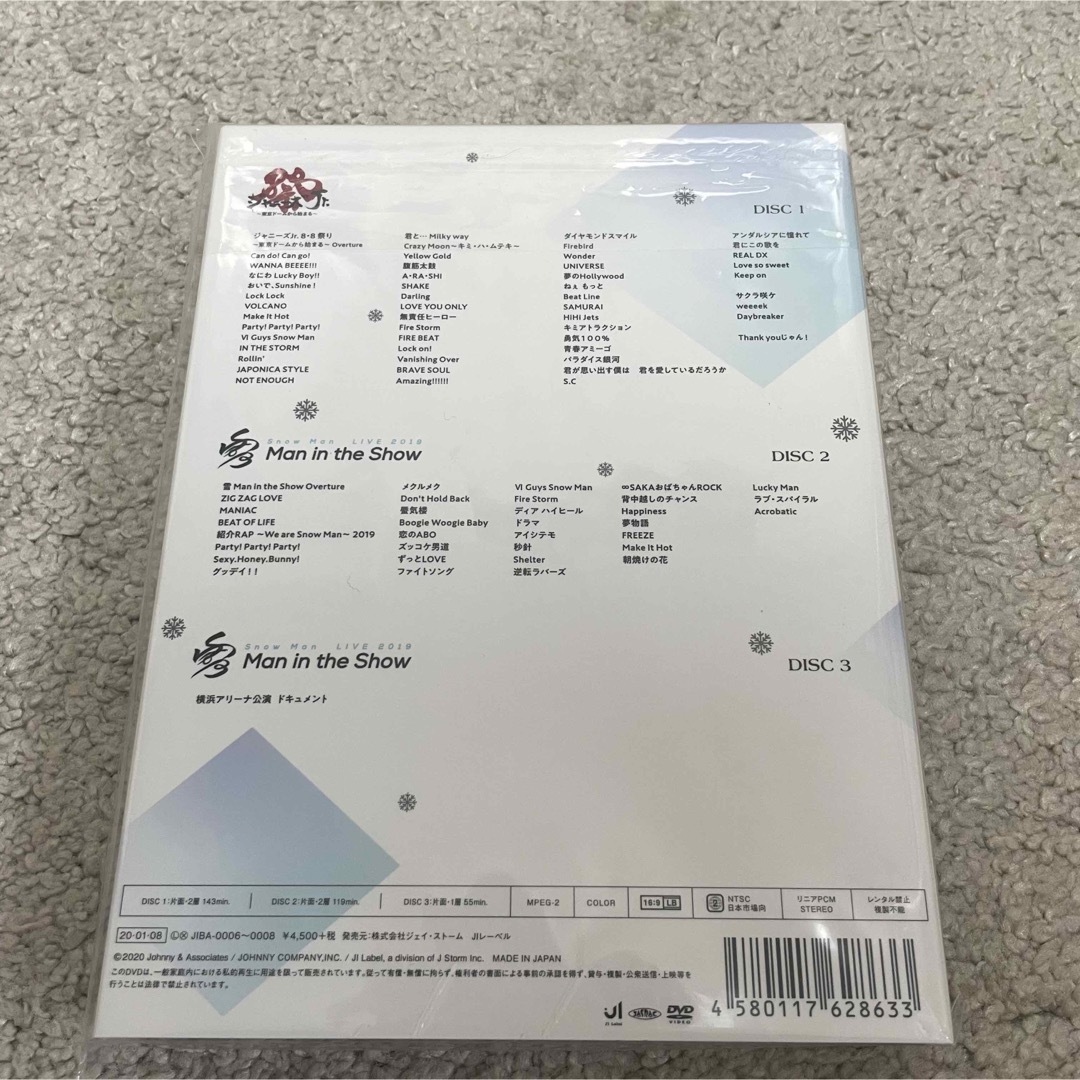 ジャニーズJr.
～東京ドームから始まる～
DISC 1
ジャニーズJr. 8・8 祭り
～東京ドームから始まる～ Overture
Can do! Can go!
WANNA BEEEE!!!
なにわ Lucky Boy!!
おいで、Sunshine！
Lock Lock
VOLCANO
Make It Hot
Party! Party! Party!
VI Guys Snow Man
IN THE STORM
Rollin'
JAPONICA STYLE
NOT ENOUGH
君と… Milky way
Crazy Moon～キミ・ハ・ムテキ～
Yellow Gold
腹筋太鼓
A・RA・SHI
SHAKE
Darling
LOVE YOU ONLY
無責任ヒーロー
Fire Storm
FIRE BEAT
Lock on!
Vanishing Over
BRAVE SOUL
Amazing!!!!!!
ダイヤモンドスマイル
Firebird
Wonder
UNIVERSE
夢のHollywood
ねぇ もっと
Beat Line
SAMURAI
HiHi Jets
キミアトラクション
勇気100％
青春アミーゴ
パラダイス銀河
君が思い出す僕は 君を愛しているだろうか
S.C
アンダルシアに憧れて
君にこの歌を
REAL DX
Love so sweet
Keep on
サクラ咲ケ
weeeek
Daybreaker
Thank youじゃん！
Snow Man LIVE 2019
Man in the Show
DISC 2
雪 Man in the Show Overture
ZIG ZAG LOVE
MANIAC
BEAT OF LIFE
紹介RAP ～We are Snow Man～ 2019
Party! Party! Party!
Sexy.Honey.Bunny!
グッデイ！！
メクルメク
Don't Hold Back
蜃気楼
Boogie Woogie Baby
恋のABO
ズッコケ男道
ずっとLOVE
ファイトソング
VI Guys Snow Man
Fire Storm
ディア ハイヒール
ドラマ
アイシテモ
秒針
Shelter
逆転ラバーズ
∞SAKAおばちゃんROCK
背中越しのチャンス
Happiness
夢物語
FREEZE
Make It Hot
朝焼けの花
Lucky Man
ラブ・スパイラル
Acrobatic
Snow Man LIVE 2019
Man in the Show
DISC 3
横浜アリーナ公演 ドキュメント
DISC 1：片面・2層 143min. DISC 2：片面・2層 119min. DISC 3：片面・1層 55min. MPEG-2 COLOR 16:9 LB 2 NTSC 日本市場向 リニアPCM STEREO レンタル禁止 複製不能
20・01・08 JIBA-0006～0008 ¥4,500＋税 発売元：株式会社ジェイ・ストーム JIレーベル
©2020 Johnny & Associates / JOHNNY COMPANY,INC. / JI Label, a division of J Storm Inc. MADE IN JAPAN
このDVDは、一般家庭内における私的再生に用途を限って販売されています。従って有償・無償に拘らず、権利者の書面による事前の承認を得ず、貸与・複製・公衆送信・上映等を
行うことは法律で禁止されています。
JI Label
DVD VIDEO
4 580117 628633